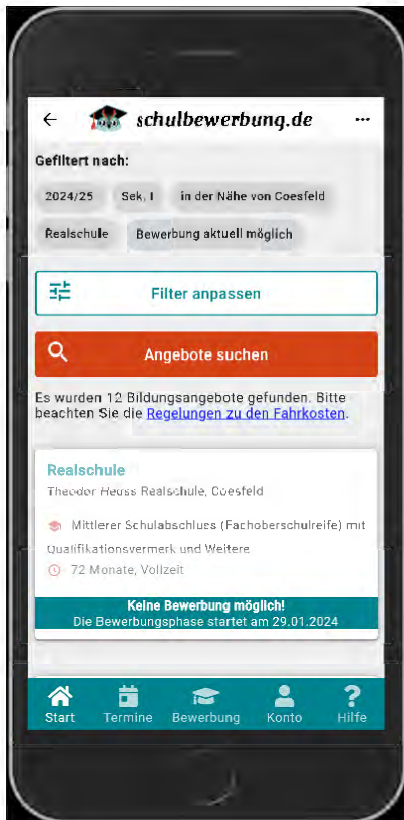 schulbewerbung.de
Gefiltert nach:
2024/25 Sek. I in der Nähe von Coesfeld
Realschule Bewerbung aktuell möglich
Filter anpassen
Angebote suchen
Es wurden 12 Bildungsangebote gefunden. Bitte
beachten Sie die Regelungen zu den Fahrkosten.
Realschule
Theodor Heuss Realschule, Coesfeld
Mittlerer Schulabschluss (Fachoberschulreife) mit
Qualifikationsvermerk und Weitere
72 Monate, Vollzeit
Keine Bewerbung möglich!
Die Bewerbungsphase startet am 29.01.2024
Start Termine Bewerbung Konto Hilfe